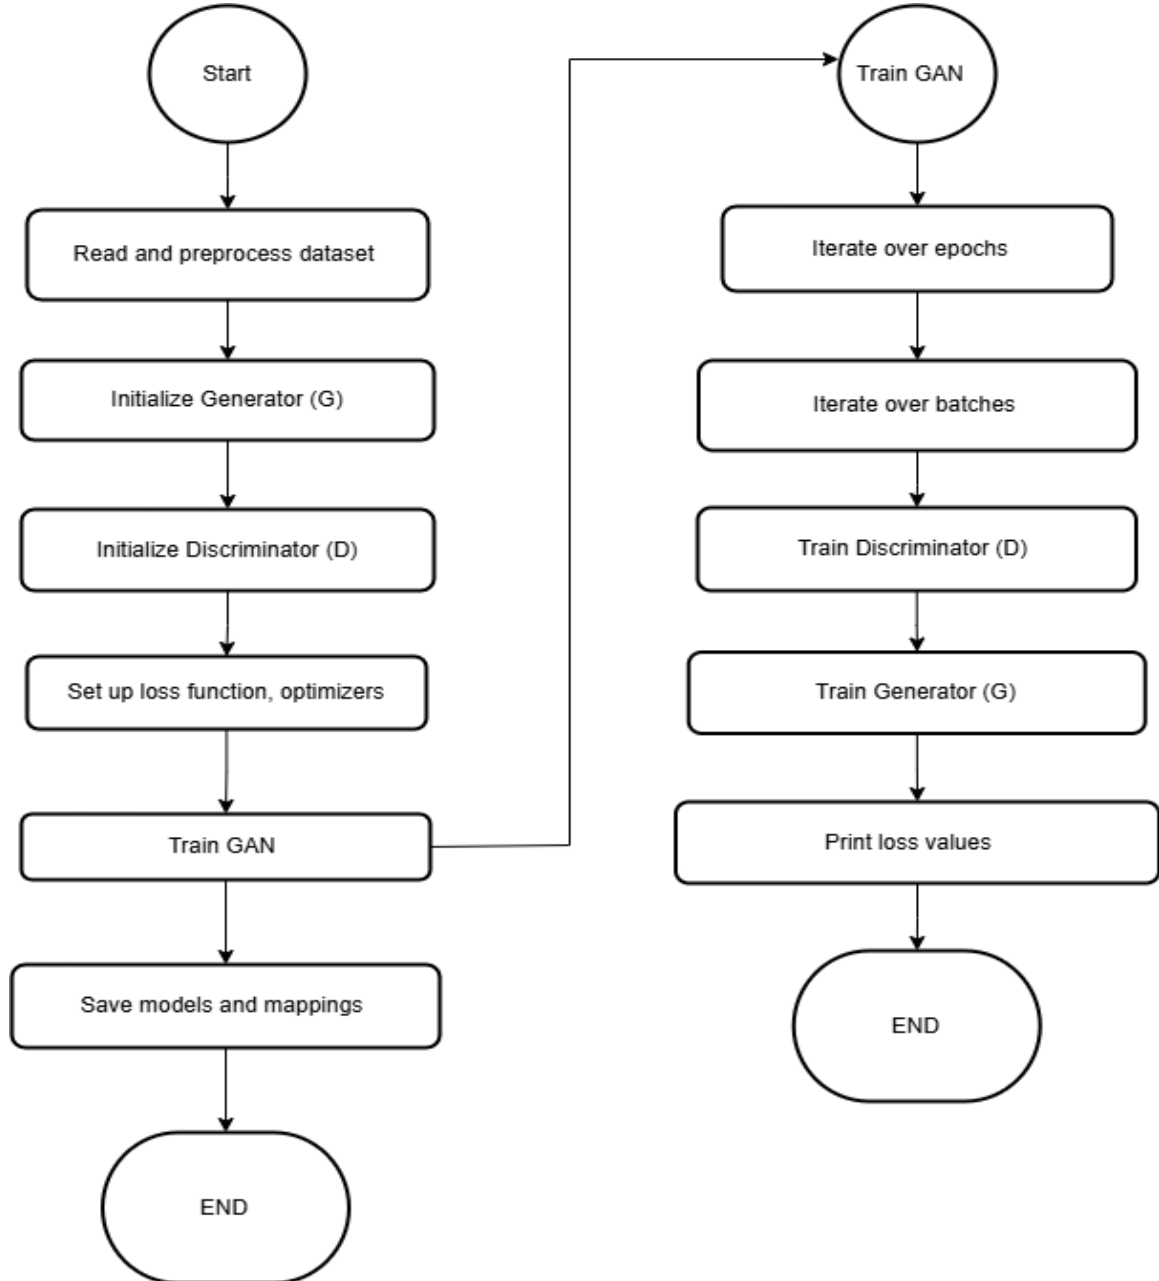 Start
Read and preprocess dataset
Initialize Generator (G)
Initialize Discriminator (D)
Set up loss function, optimizers
Train GAN
Save models and mappings
END
Train GAN
Iterate over epochs
Iterate over batches
Train Discriminator (D)
Train Generator (G)
Print loss values
END